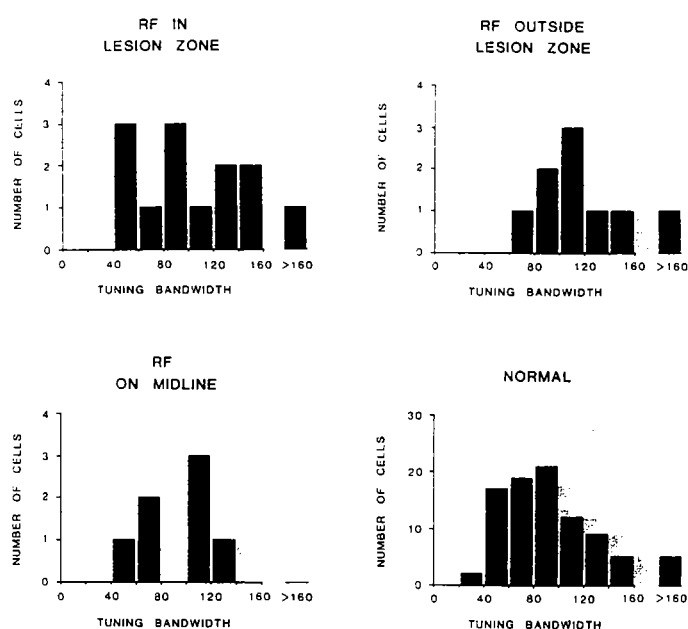 RF IN
LESION ZONE
4
3
2
1
0
NUMBER OF CELLS
0 40 80 120 160 >160
TUNING BANDWIDTH
RF OUTSIDE
LESION ZONE
4
3
2
1
0
NUMBER OF CELLS
0 40 80 120 160 >160
TUNING BANDWIDTH
RF
ON MIDLINE
4
3
2
1
0
NUMBER OF CELLS
0 40 80 120 160 >160
TUNING BANDWIDTH
NORMAL
30
20
10
0
NUMBER OF CELLS
0 40 80 120 160 >160
TUNING BANDWIDTH